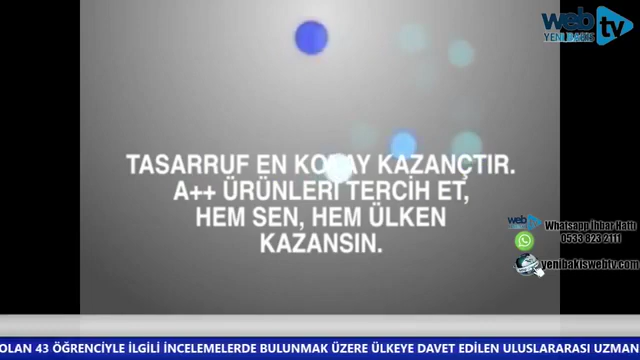 web tv
YENİ BAKIŞ
TASARRUF EN KOLAY KAZANÇTIR.
A++ ÜRÜNLERİ TERCİH ET,
HEM SEN, HEM ÜLKEN
KAZANSIN.
web tv
Whatsapp İhbar Hattı
0533 823 2111
yenibakiswebtv.com
OLAN 43 ÖĞRENCİYLE İLGİLİ İNCELEMELERDE BULUNMAK ÜZERE ÜLKEYE DAVET EDİLEN ULUSLARARASI UZMAN